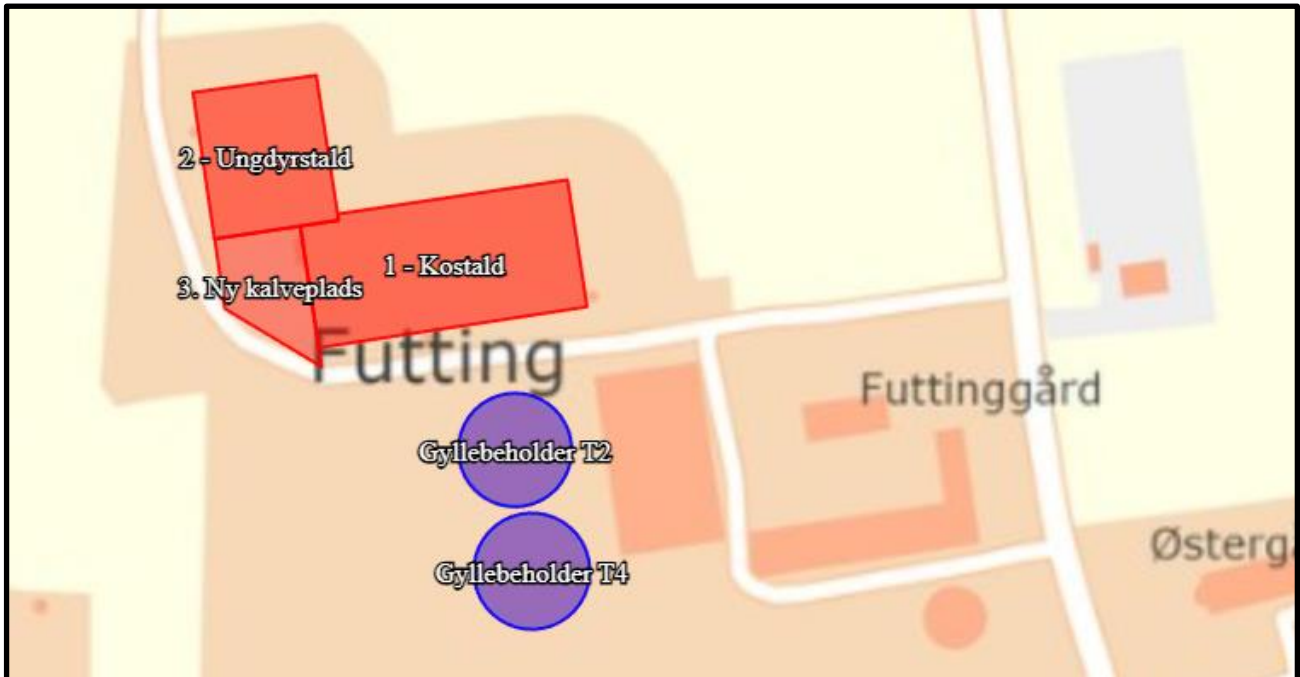 2 - Ungdyrstald
1 - Kostald
3. Ny kalveplads
Futting
Futtinggård
Gyllebeholder T2
Gyllebeholder T4
Østerg